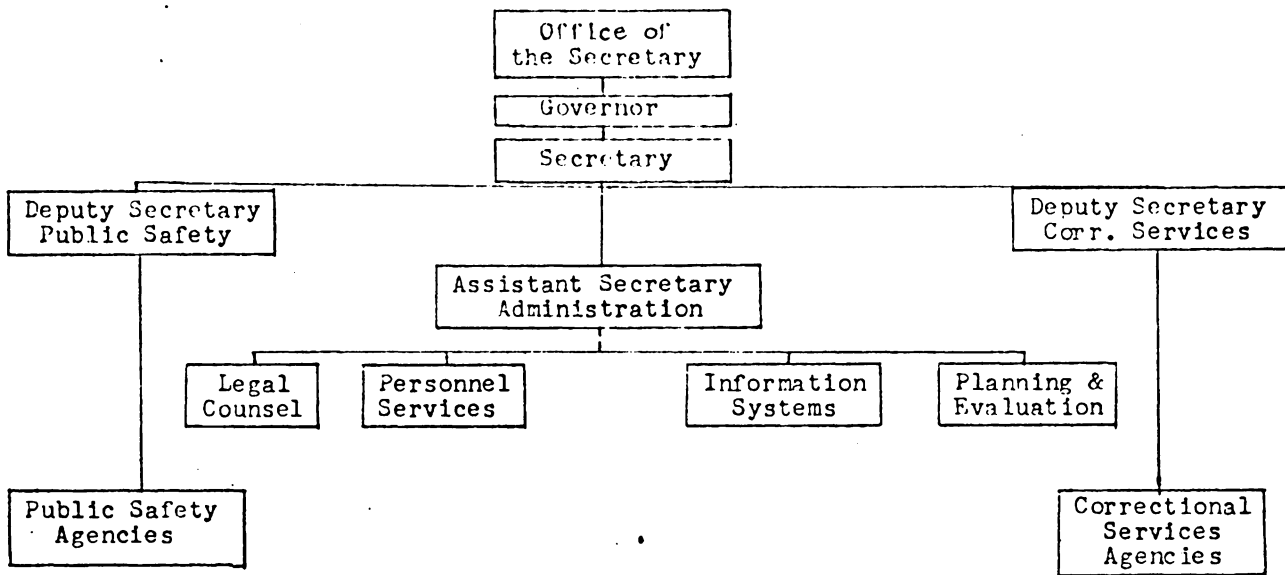 Office of
the Secretary
Governor
Secretary
Deputy Secretary
Public Safety
Deputy Secretary
Corr. Services
Assistant Secretary
Administration
Legal
Counsel
Personnel
Services
Information
Systems
Planning &
Evaluation
Public Safety
Agencies
Correctional
Services
Agencies